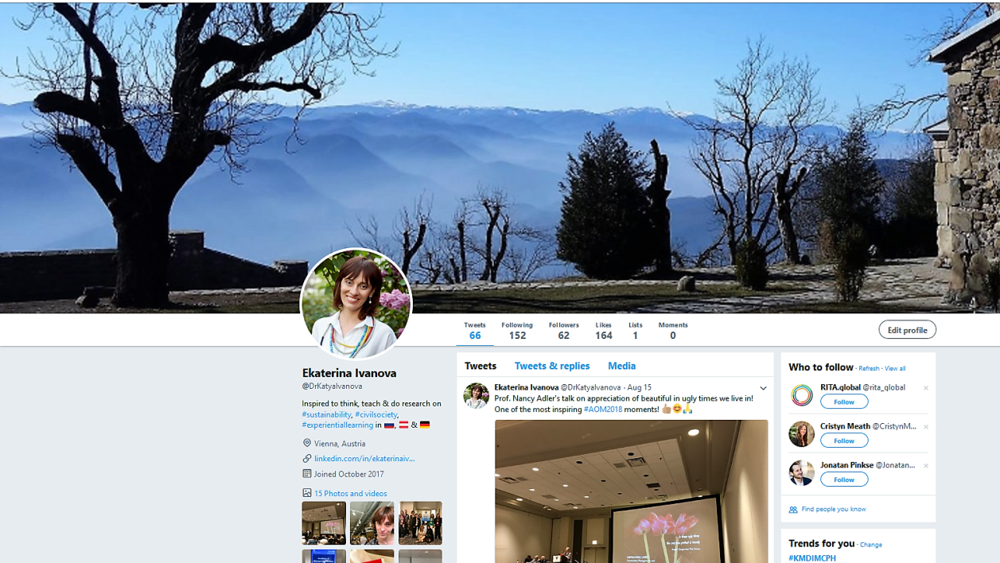 Tweets
66
Following
152
Followers
62
Likes
164
Lists
1
Moments
0
Edit profile
Ekaterina Ivanova
@DrKatyaIvanova
Inspired to think, teach & do research on
#sustainability, #civilsociety,
#experientiallearning in 🇷🇺, 🇦🇹 & 🇩🇪
Vienna, Austria
linkedin.com/in/ekaterinaiv...
Joined October 2017
15 Photos and videos
Tweets Tweets & replies Media
Ekaterina Ivanova @DrKatyaIvanova · Aug 15
Prof. Nancy Adler's talk on appreciation of beautiful in ugly times we live in!
One of the most inspiring #AOM2018 moments! 👍🏼😊🙏
Who to follow · Refresh · View all
RITA.global @rita_global
Follow
Cristyn Meath @CristynM...
Follow
Jonatan Pinkse @Jonatan...
Follow
Find people you know
Trends for you · Change
#KMDIMCPH